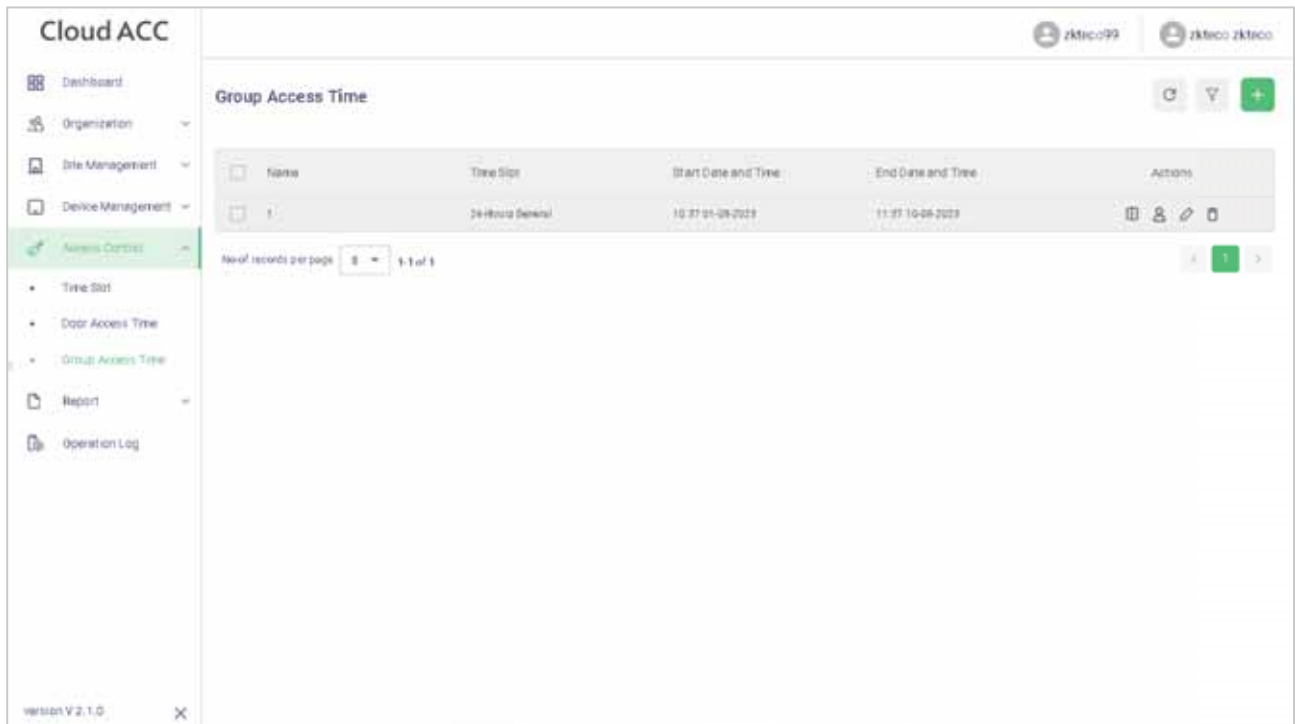 Cloud ACC
zkteco99
zkteco zkteco
Dashboard
Group Access Time
Organization
Site Management
Name
Time Slot
Start Date and Time
End Date and Time
Actions
Device Management
1
24-Hours General
Access Control
No of records per page
8
1-1 of 1
1
Time Slot
Door Access Time
Group Access Time
Report
Operation Log
version V 2.1.0